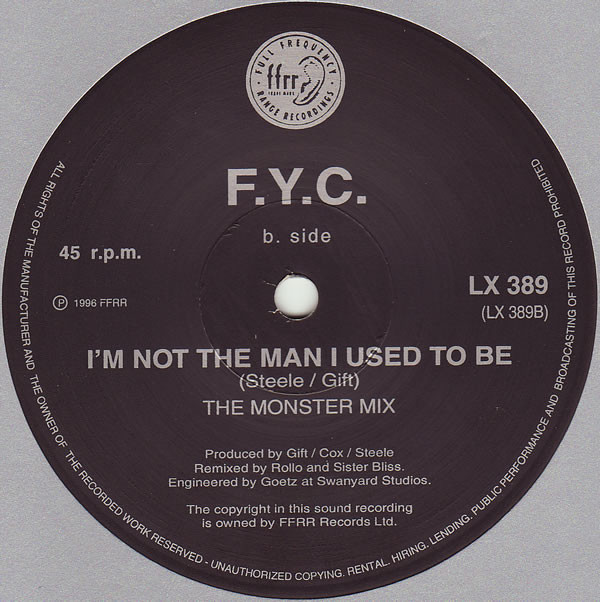 · FULL FREQUENCY ·
ffrr
TRADE MARK
RANGE RECORDINGS
F.Y.C.
b. side
45 r.p.m.
LX 389
(LX 389B)
℗ 1996 FFRR
I'M NOT THE MAN I USED TO BE
(Steele / Gift)
THE MONSTER MIX
Produced by Gift / Cox / Steele
Remixed by Rollo and Sister Bliss.
Engineered by Goetz at Swanyard Studios.
The copyright in this sound recording
is owned by FFRR Records Ltd.
ALL RIGHTS OF THE MANUFACTURER AND THE OWNER OF THE RECORDED WORK RESERVED - UNAUTHORIZED COPYING. RENTAL. HIRING. LENDING. PUBLIC PERFORMANCE AND BROADCASTING OF THIS RECORD PROHIBITED